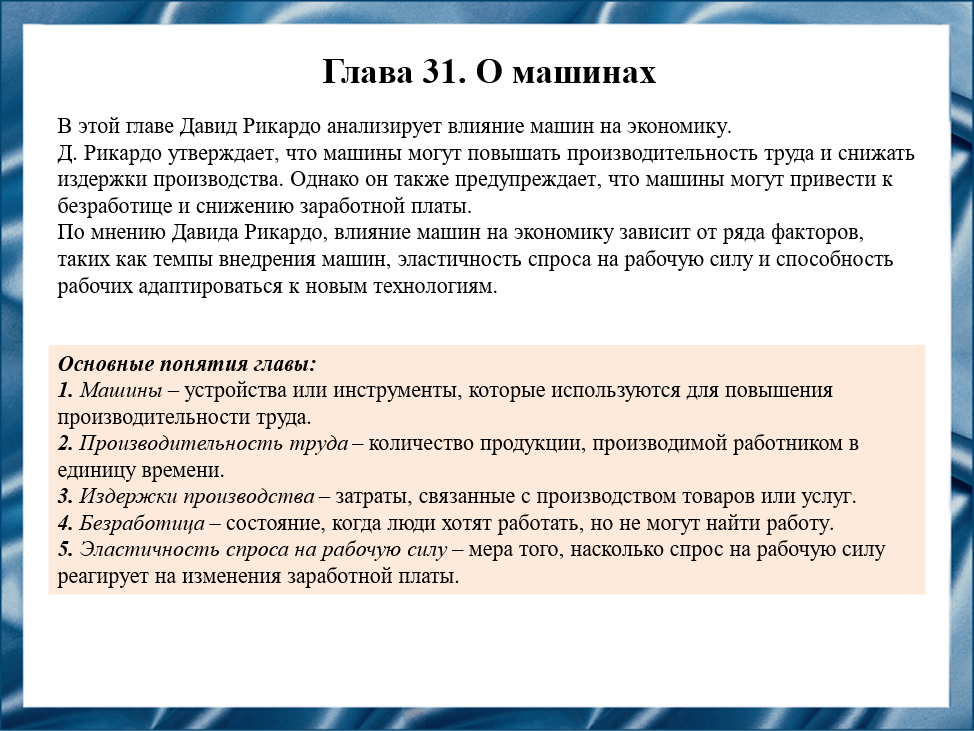 Глава 31. О машинах
В этой главе Давид Рикардо анализирует влияние машин на экономику.
Д. Рикардо утверждает, что машины могут повышать производительность труда и снижать
издержки производства. Однако он также предупреждает, что машины могут привести к
безработице и снижению заработной платы.
По мнению Давида Рикардо, влияние машин на экономику зависит от ряда факторов,
таких как темпы внедрения машин, эластичность спроса на рабочую силу и способность
рабочих адаптироваться к новым технологиям.
Основные понятия главы:
1. Машины – устройства или инструменты, которые используются для повышения
производительности труда.
2. Производительность труда – количество продукции, производимой работником в
единицу времени.
3. Издержки производства – затраты, связанные с производством товаров или услуг.
4. Безработица – состояние, когда люди хотят работать, но не могут найти работу.
5. Эластичность спроса на рабочую силу – мера того, насколько спрос на рабочую силу
реагирует на изменения заработной платы.